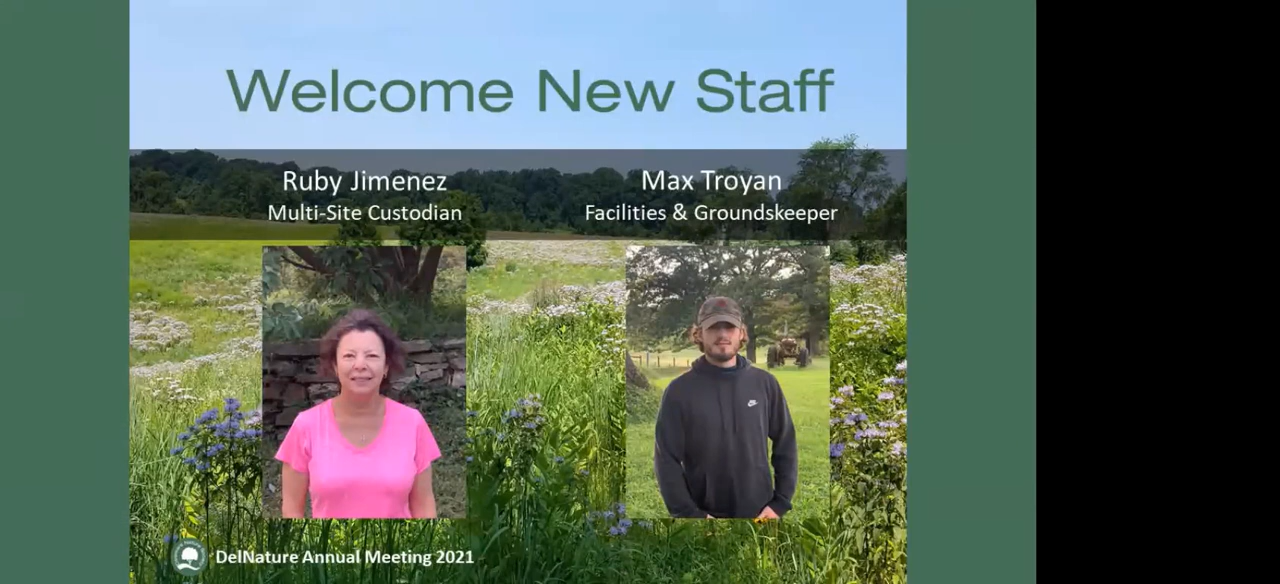 Welcome New Staff
Ruby Jimenez
Multi-Site Custodian
Max Troyan
Facilities & Groundskeeper
DelNature Annual Meeting 2021